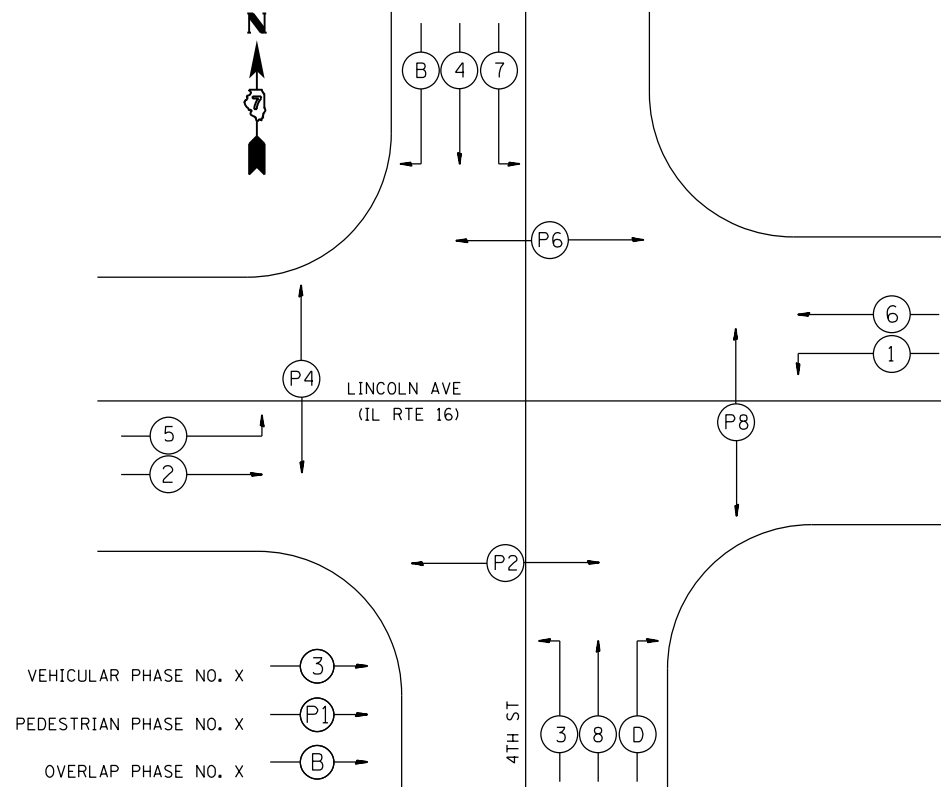 N
7
B 4 7
P6
6
1
P4
LINCOLN AVE
(IL RTE 16)
P8
5
2
P2
VEHICULAR PHASE NO. X 3
PEDESTRIAN PHASE NO. X P1
OVERLAP PHASE NO. X B
4TH ST
3 8 D